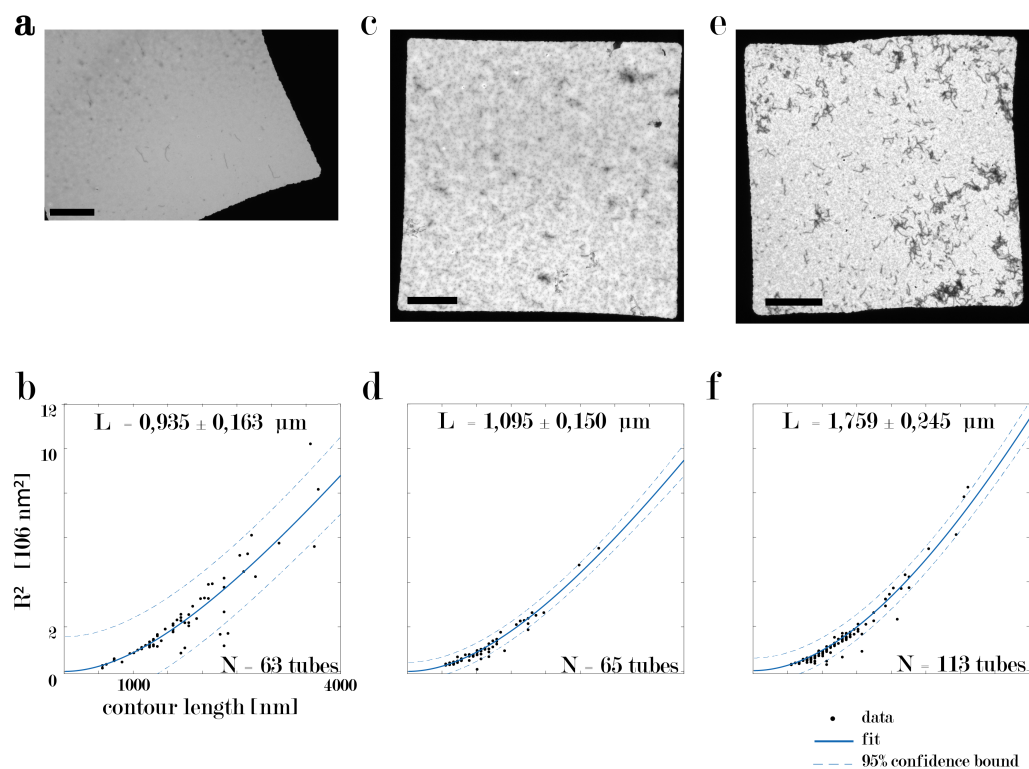 a
c
e
b
d
f
L - 0,935 ± 0,163 µm
L = 1,095 ± 0,150 µm
L = 1,759 ± 0,245 µm
12
10
2
0
R² [106 nm²]
N - 63 tubes
N - 65 tubes
N = 113 tubes
1000
4000
contour length [nm]
data
fit
95% confidence bound